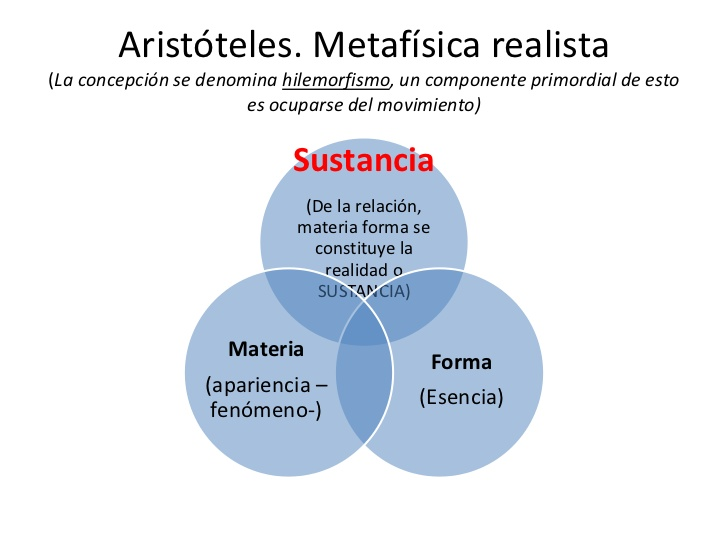 Aristóteles. Metafísica realista
(La concepción se denomina hilemorfismo, un componente primordial de esto
es ocuparse del movimiento)
Sustancia
(De la relación,
materia forma se
constituye la
realidad o
SUSTANCIA)
Materia
(apariencia –
fenómeno-)
Forma
(Esencia)